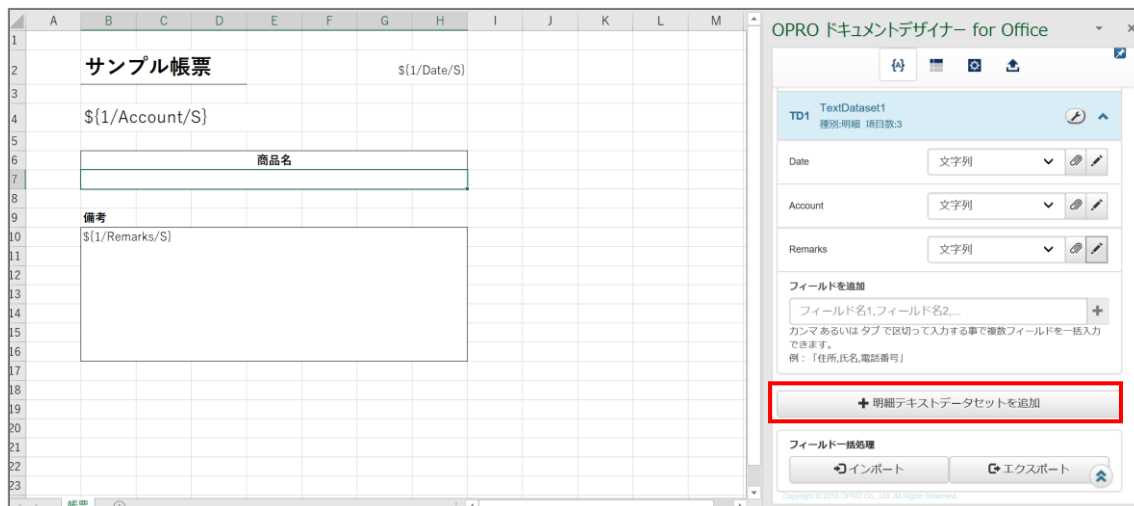 A B C D E F G H I J K L M
1
2 サンプル帳票 ${1/Date/S}
3
4 ${1/Account/S}
5
6 商品名
7
8
9 備考
10 ${1/Remarks/S}
11
12
13
14
15
16
17
18
19
20
21
22
23
帳票
OPRO ドキュメントデザイナー for Office
{A}
TD1 TextDataset1
種別:明細 項目数:3
Date 文字列
Account 文字列
Remarks 文字列
フィールドを追加
フィールド名1,フィールド名2,...
カンマ あるいは タブ で区切って入力する事で複数フィールドを一括入力
できます。
例：「住所,氏名,電話番号」
明細テキストデータセットを追加
フィールド一括処理
インポート エクスポート
Copyright © 2018 OPRO Co., Ltd. All Rights Reserved.